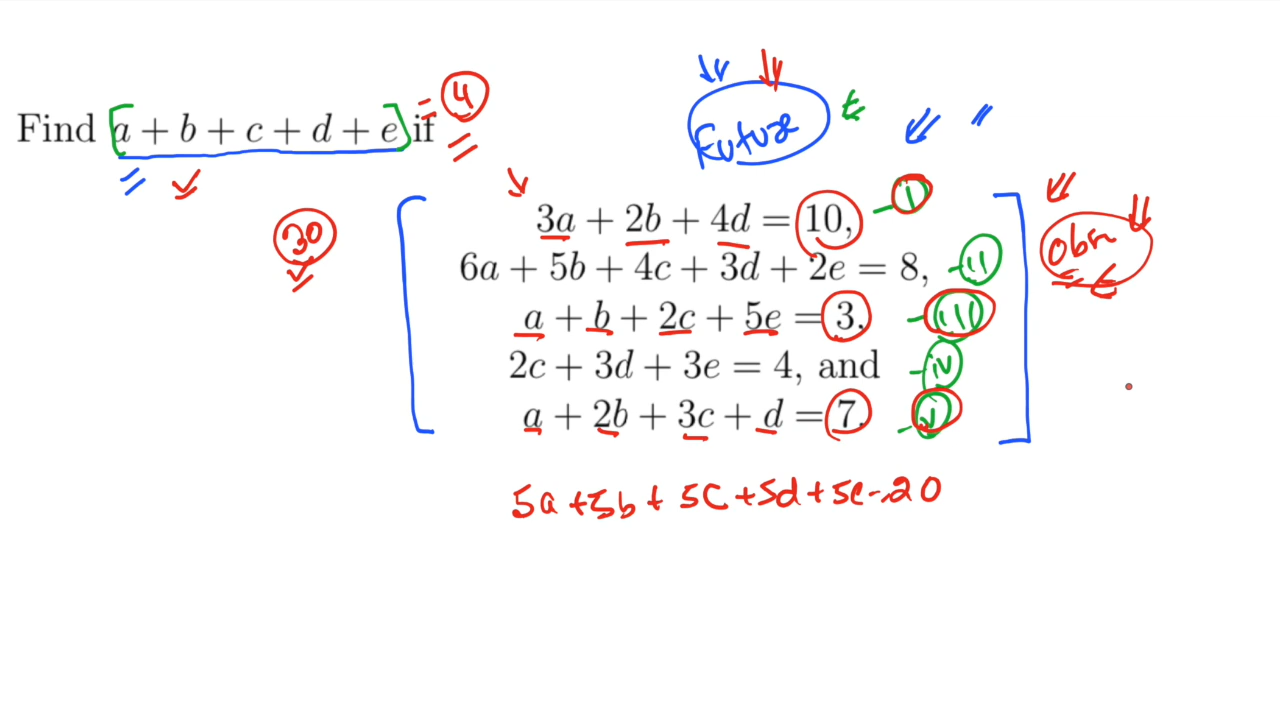 Find [a + b + c + d + e] if = 4
Future
30
3a + 2b + 4d = 10, - i
6a + 5b + 4c + 3d + 2e = 8, - ii
Obn
a + b + 2c + 5e = 3, - iii
2c + 3d + 3e = 4, and - iv
a + 2b + 3c + d = 7. - v
5a + 5b + 5c + 5d + 5e = 20